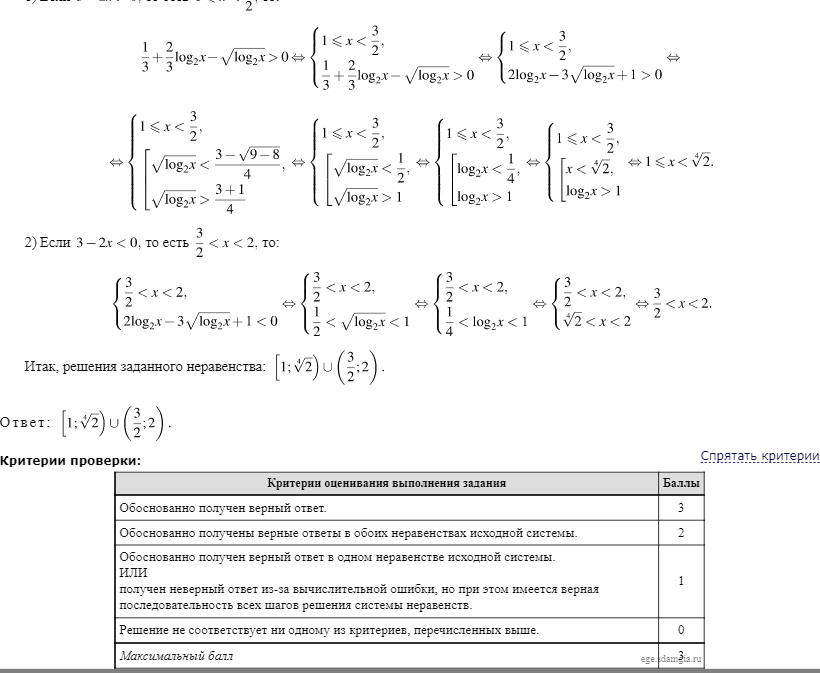 $\frac{1}{3}+\frac{2}{3}\log_2 x-\sqrt{\log_2 x}>0 \Leftrightarrow \begin{cases} 1\leqslant x<\frac{3}{2}, \\ \frac{1}{3}+\frac{2}{3}\log_2 x-\sqrt{\log_2 x}>0 \end{cases} \Leftrightarrow \begin{cases} 1\leqslant x<\frac{3}{2}, \\ 2\log_2 x-3\sqrt{\log_2 x}+1>0 \end{cases} \Leftrightarrow$
$\Leftrightarrow \begin{cases} 1\leqslant x<\frac{3}{2}, \\ \left[\begin{array}{l} \sqrt{\log_2 x}<\frac{3-\sqrt{9-8}}{4}, \\ \sqrt{\log_2 x}>\frac{3+1}{4} \end{array}\right. \end{cases} \Leftrightarrow \begin{cases} 1\leqslant x<\frac{3}{2}, \\ \left[\begin{array}{l} \sqrt{\log_2 x}<\frac{1}{2}, \\ \sqrt{\log_2 x}>1 \end{array}\right. \end{cases} \Leftrightarrow \begin{cases} 1\leqslant x<\frac{3}{2}, \\ \left[\begin{array}{l} \log_2 x<\frac{1}{4}, \\ \log_2 x>1 \end{array}\right. \end{cases} \Leftrightarrow \begin{cases} 1\leqslant x<\frac{3}{2}, \\ \left[\begin{array}{l} x<\sqrt[4]{2}, \\ \log_2 x>1 \end{array}\right. \end{cases} \Leftrightarrow 1\leqslant x<\sqrt[4]{2}.$
2) Если $3-2x<0$, то есть $\frac{3}{2}<x<2$, то:
$\begin{cases} \frac{3}{2}<x<2, \\ 2\log_2 x-3\sqrt{\log_2 x}+1<0 \end{cases} \Leftrightarrow \begin{cases} \frac{3}{2}<x<2, \\ \frac{1}{2}<\sqrt{\log_2 x}<1 \end{cases} \Leftrightarrow \begin{cases} \frac{3}{2}<x<2, \\ \frac{1}{4}<\log_2 x<1 \end{cases} \Leftrightarrow \begin{cases} \frac{3}{2}<x<2, \\ \sqrt[4]{2}<x<2 \end{cases} \Leftrightarrow \frac{3}{2}<x<2.$
Итак, решения заданного неравенства: $\left[1;\sqrt[4]{2}\right)\cup\left(\frac{3}{2};2\right).$
Ответ: $\left[1;\sqrt[4]{2}\right)\cup\left(\frac{3}{2};2\right).$
Спрятать критерии
Критерии проверки:
Критерии оценивания выполнения задания Баллы
Обоснованно получен верный ответ. 3
Обоснованно получены верные ответы в обоих неравенствах исходной системы. 2
Обоснованно получен верный ответ в одном неравенстве исходной системы.
ИЛИ
получен неверный ответ из-за вычислительной ошибки, но при этом имеется верная 1
последовательность всех шагов решения системы неравенств.
Решение не соответствует ни одному из критериев, перечисленных выше. 0
Максимальный балл 3
ege.sdamgia.ru